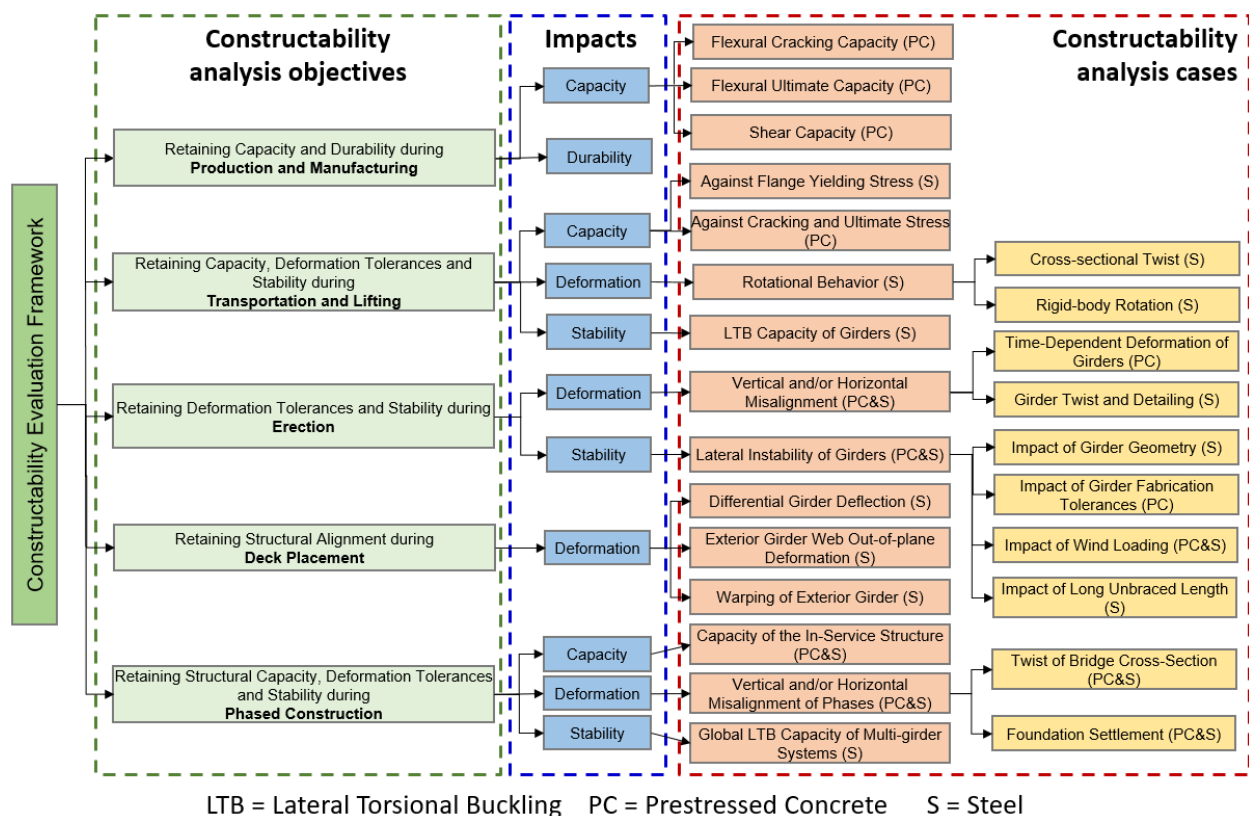 Constructability
analysis objectives
Impacts
Constructability
analysis cases
Constructability Evaluation Framework
Retaining Capacity and Durability during
Production and Manufacturing
Capacity
Durability
Flexural Cracking Capacity (PC)
Flexural Ultimate Capacity (PC)
Shear Capacity (PC)
Retaining Capacity, Deformation Tolerances and
Stability during
Transportation and Lifting
Capacity
Deformation
Stability
Against Flange Yielding Stress (S)
Against Cracking and Ultimate Stress
(PC)
Rotational Behavior (S)
LTB Capacity of Girders (S)
Cross-sectional Twist (S)
Rigid-body Rotation (S)
Retaining Deformation Tolerances and Stability during
Erection
Deformation
Stability
Vertical and/or Horizontal
Misalignment (PC&S)
Lateral Instability of Girders (PC&S)
Time-Dependent Deformation of
Girders (PC)
Girder Twist and Detailing (S)
Impact of Girder Geometry (S)
Impact of Girder Fabrication
Tolerances (PC)
Impact of Wind Loading (PC&S)
Impact of Long Unbraced Length
(S)
Retaining Structural Alignment during
Deck Placement
Deformation
Differential Girder Deflection (S)
Exterior Girder Web Out-of-plane
Deformation (S)
Warping of Exterior Girder (S)
Retaining Structural Capacity, Deformation Tolerances
and Stability during
Phased Construction
Capacity
Deformation
Stability
Capacity of the In-Service Structure
(PC&S)
Vertical and/or Horizontal
Misalignment of Phases (PC&S)
Global LTB Capacity of Multi-girder
Systems (S)
Twist of Bridge Cross-Section
(PC&S)
Foundation Settlement (PC&S)
LTB = Lateral Torsional Buckling PC = Prestressed Concrete S = Steel